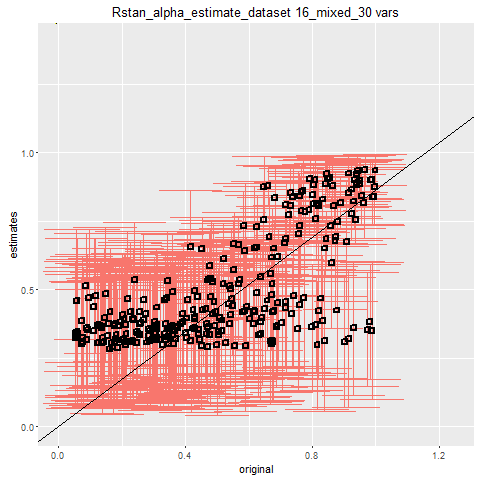 Rstan_alpha_estimate_dataset 16_mixed_30 vars
estimates
1.0
0.5
0.0
0.0 0.4 0.8 1.2
original